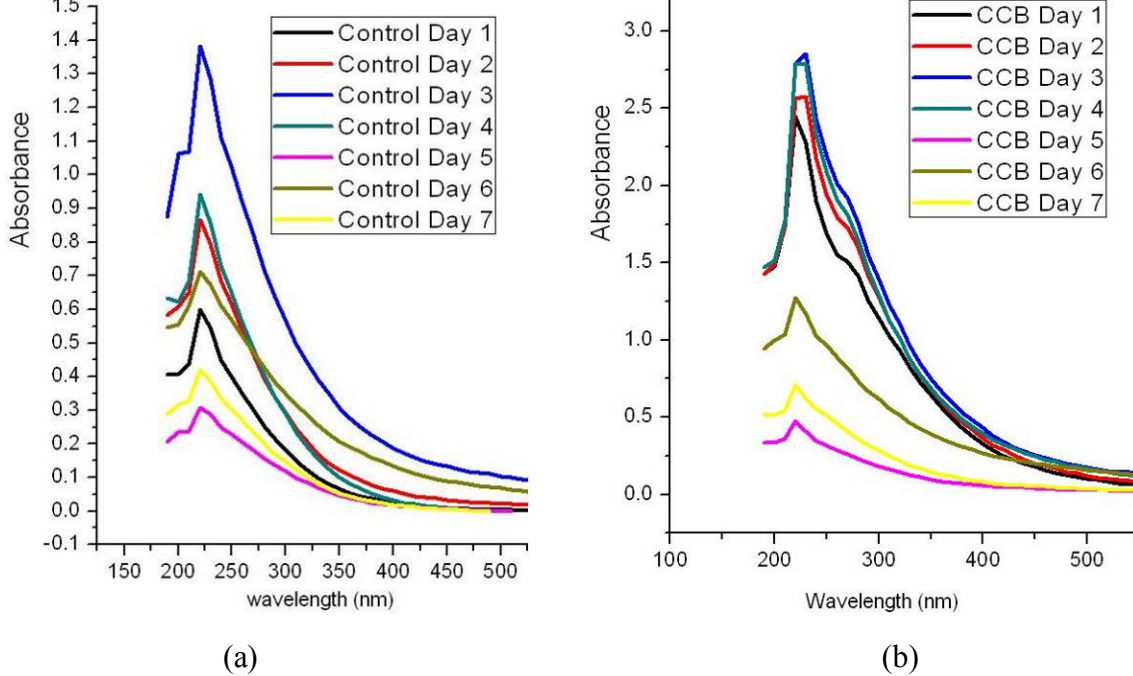 1.5
1.4
1.3
1.2
1.1
1.0
0.9
0.8
0.7
0.6
0.5
0.4
0.3
0.2
0.1
0.0
-0.1
Absorbance
Control Day 1
Control Day 2
Control Day 3
Control Day 4
Control Day 5
Control Day 6
Control Day 7
150 200 250 300 350 400 450 500
wavelength (nm)
(a)
3.0
2.5
2.0
1.5
1.0
0.5
0.0
Absorbance
CCB Day 1
CCB Day 2
CCB Day 3
CCB Day 4
CCB Day 5
CCB Day 6
CCB Day 7
100 200 300 400 500
Wavelength (nm)
(b)